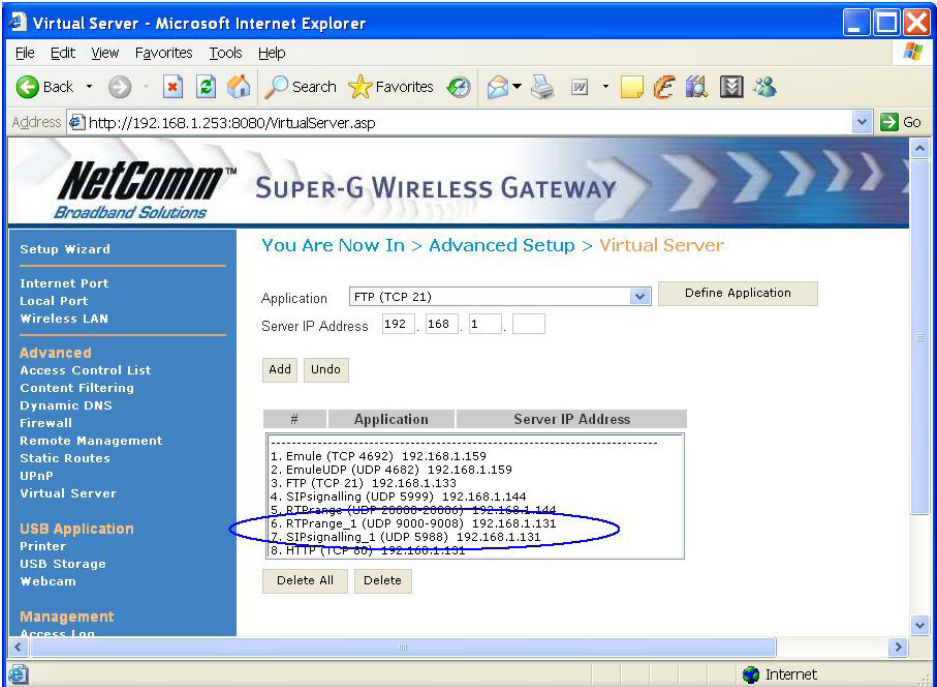 Virtual Server - Microsoft Internet Explorer
File Edit View Favorites Tools Help
Back Search Favorites
Address http://192.168.1.253:8080/VirtualServer.asp Go
NetComm™
Broadband Solutions
SUPER-G WIRELESS GATEWAY
Setup Wizard
Internet Port
Local Port
Wireless LAN
Advanced
Access Control List
Content Filtering
Dynamic DNS
Firewall
Remote Management
Static Routes
UPnP
Virtual Server
USB Application
Printer
USB Storage
Webcam
Management
Access Log
You Are Now In > Advanced Setup > Virtual Server
Application FTP (TCP 21) Define Application
Server IP Address 192 . 168 . 1 .
Add Undo
# Application Server IP Address
1. Emule (TCP 4692) 192.168.1.159
2. EmuleUDP (UDP 4682) 192.168.1.159
3. FTP (TCP 21) 192.168.1.133
4. SIPsignalling (UDP 5999) 192.168.1.144
5. RTPrange (UDP 20000-20006) 192.168.1.144
6. RTPrange_1 (UDP 9000-9008) 192.168.1.131
7. SIPsignalling_1 (UDP 5988) 192.168.1.131
8. HTTP (TCP 80) 192.168.1.131
Delete All Delete
Internet